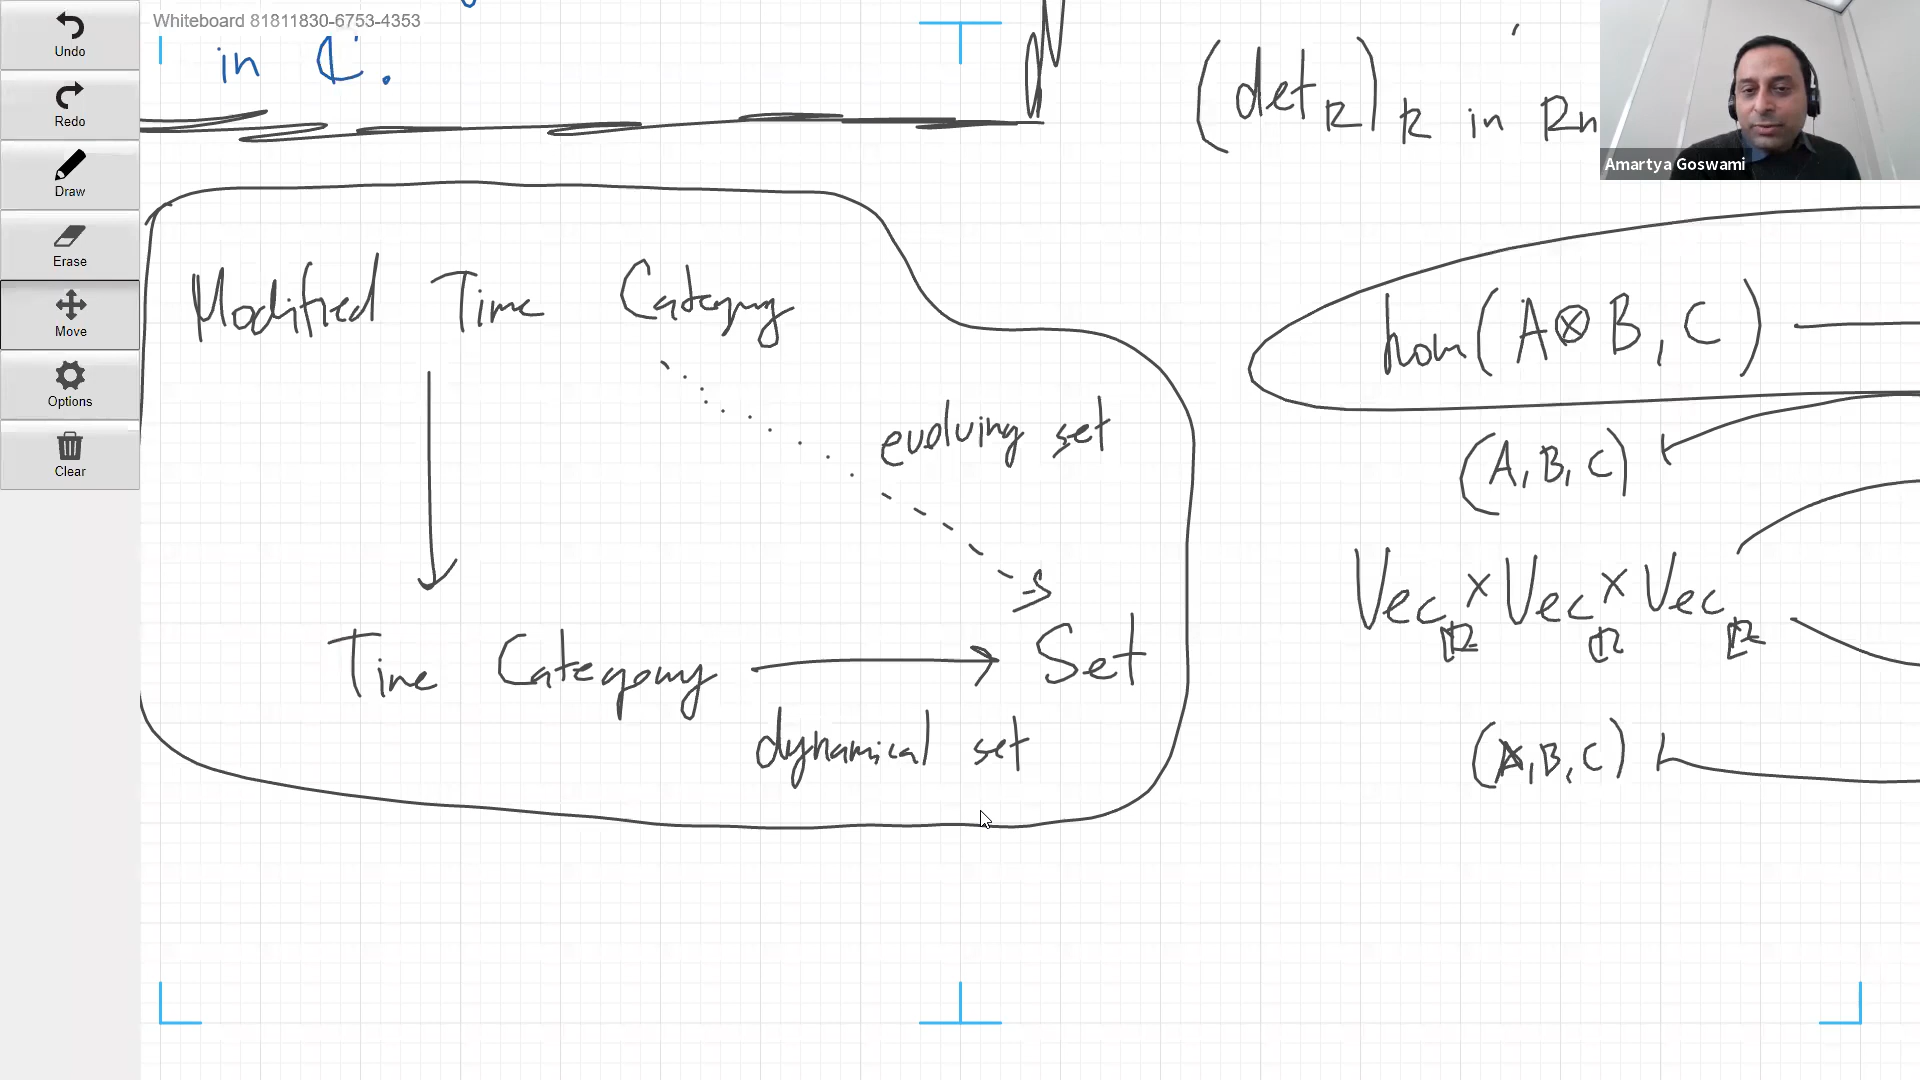 Undo
Redo
Draw
Erase
Move
Options
Clear
Whiteboard 81811830-6753-4353
in ℂ.
(det_R)_R in Rn
Amartya Goswami
Modified Time Category
evolving set
Time Category → Set
dynamical set
hom(A⊗B, C)
(A, B, C)
Vec_R × Vec_R × Vec_R
(A, B, C)